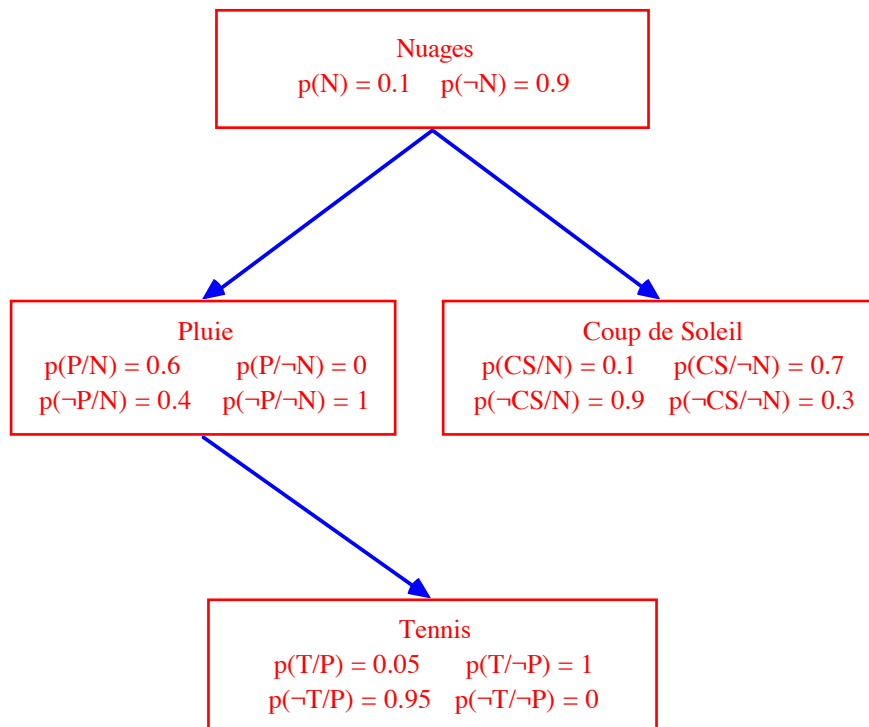 Nuages
p(N) = 0.1 p(¬N) = 0.9
Pluie
p(P/N) = 0.6 p(P/¬N) = 0
p(¬P/N) = 0.4 p(¬P/¬N) = 1
Coup de Soleil
p(CS/N) = 0.1 p(CS/¬N) = 0.7
p(¬CS/N) = 0.9 p(¬CS/¬N) = 0.3
Tennis
p(T/P) = 0.05 p(T/¬P) = 1
p(¬T/P) = 0.95 p(¬T/¬P) = 0